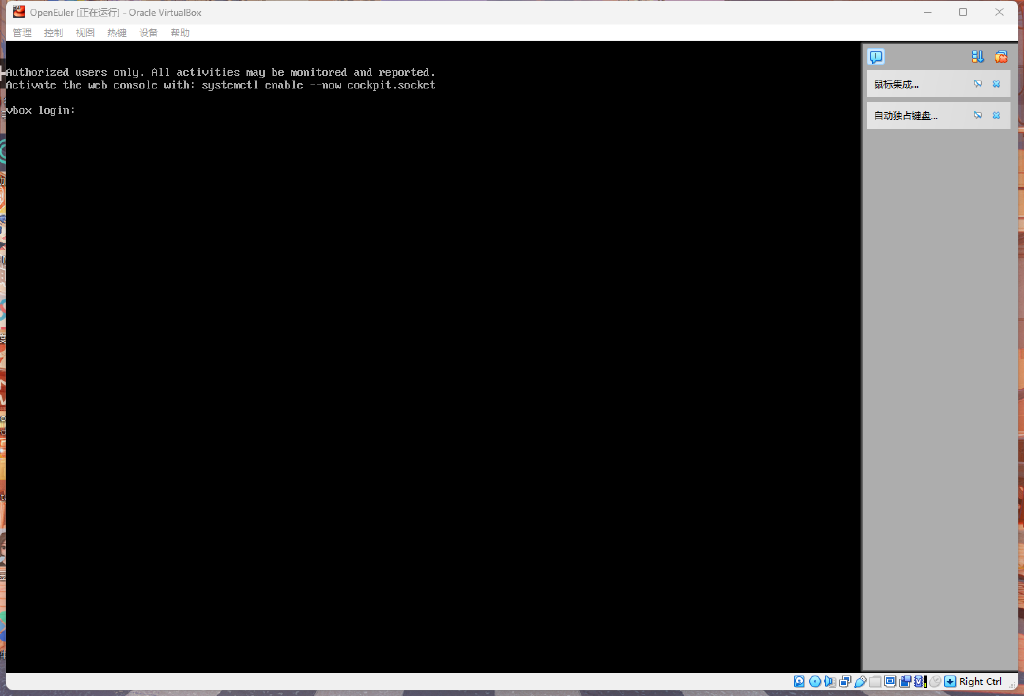 OpenEuler [正在运行] - Oracle VirtualBox
管理 控制 视图 热键 设备 帮助
Authorized users only. All activities may be monitored and reported.
Activate the web console with: systemctl enable --now cockpit.socket
vbox login:
鼠标集成...
自动独占键盘...
Right Ctrl